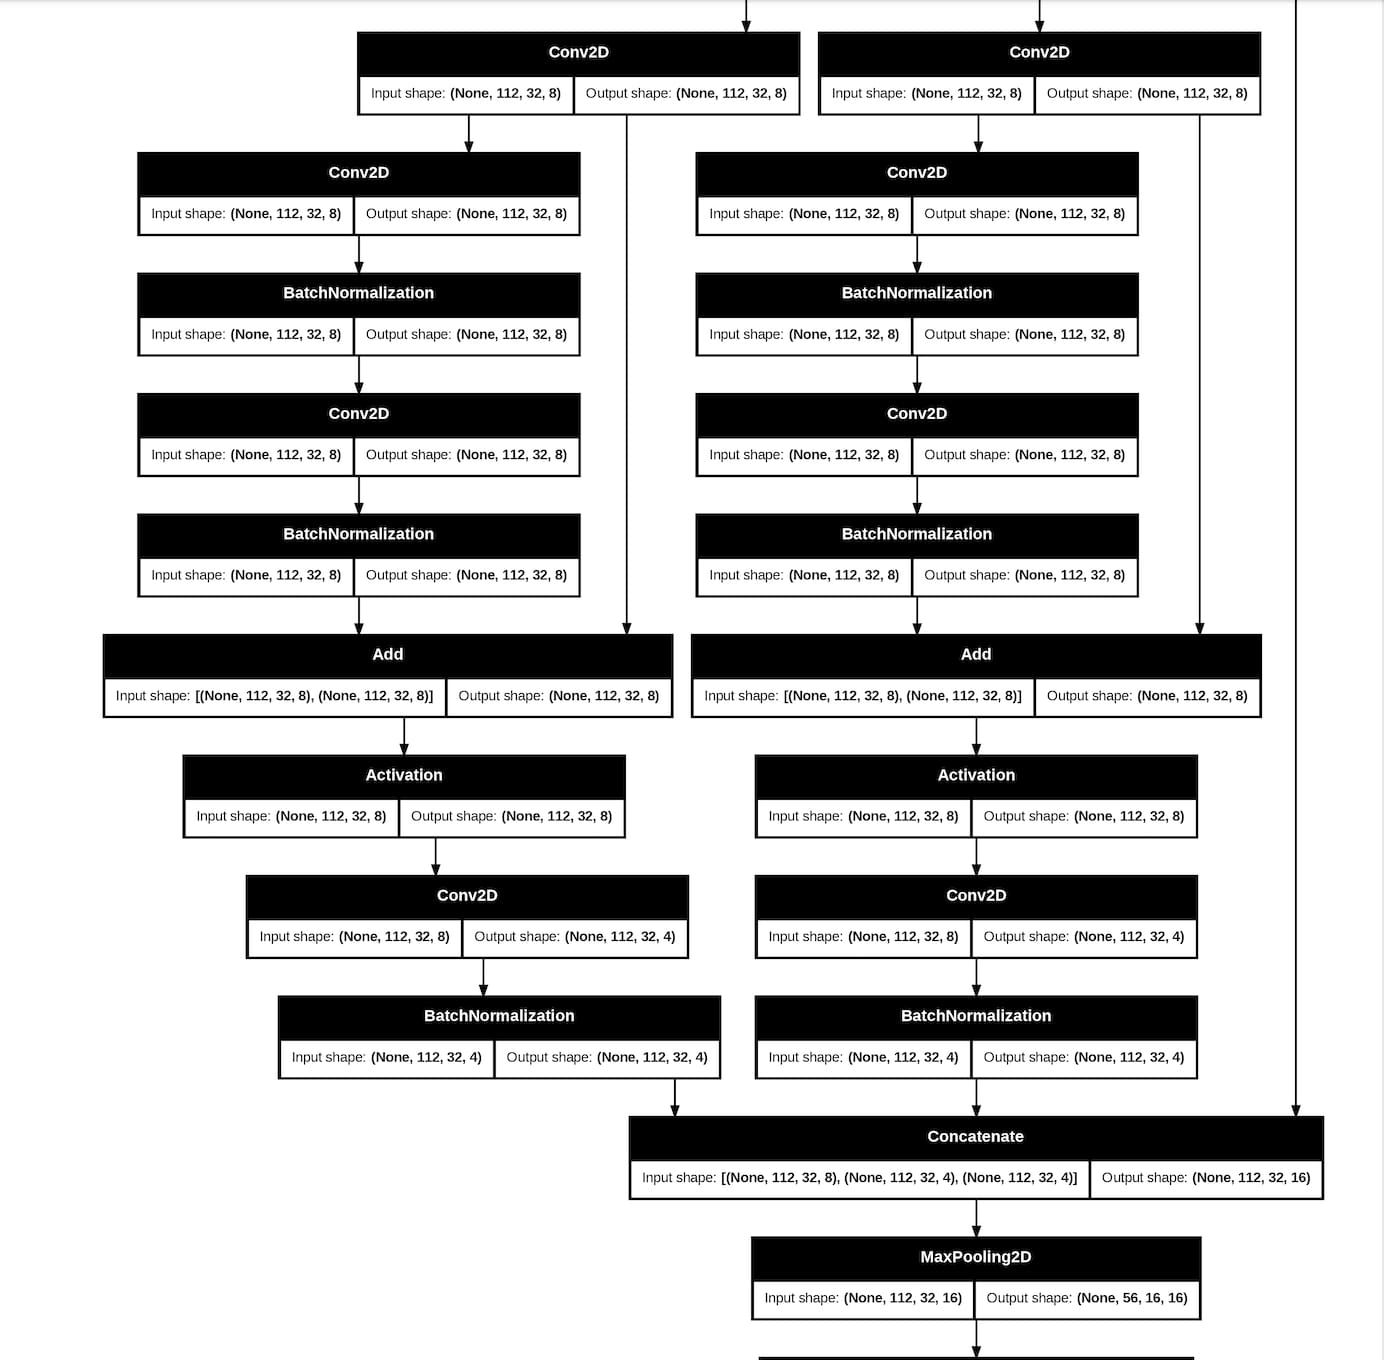 Conv2D
Input shape: (None, 112, 32, 8) Output shape: (None, 112, 32, 8)
Conv2D
Input shape: (None, 112, 32, 8) Output shape: (None, 112, 32, 8)
Conv2D
Input shape: (None, 112, 32, 8) Output shape: (None, 112, 32, 8)
Conv2D
Input shape: (None, 112, 32, 8) Output shape: (None, 112, 32, 8)
BatchNormalization
Input shape: (None, 112, 32, 8) Output shape: (None, 112, 32, 8)
BatchNormalization
Input shape: (None, 112, 32, 8) Output shape: (None, 112, 32, 8)
Conv2D
Input shape: (None, 112, 32, 8) Output shape: (None, 112, 32, 8)
Conv2D
Input shape: (None, 112, 32, 8) Output shape: (None, 112, 32, 8)
BatchNormalization
Input shape: (None, 112, 32, 8) Output shape: (None, 112, 32, 8)
BatchNormalization
Input shape: (None, 112, 32, 8) Output shape: (None, 112, 32, 8)
Add
Input shape: [(None, 112, 32, 8), (None, 112, 32, 8)] Output shape: (None, 112, 32, 8)
Add
Input shape: [(None, 112, 32, 8), (None, 112, 32, 8)] Output shape: (None, 112, 32, 8)
Activation
Input shape: (None, 112, 32, 8) Output shape: (None, 112, 32, 8)
Activation
Input shape: (None, 112, 32, 8) Output shape: (None, 112, 32, 8)
Conv2D
Input shape: (None, 112, 32, 8) Output shape: (None, 112, 32, 4)
Conv2D
Input shape: (None, 112, 32, 8) Output shape: (None, 112, 32, 4)
BatchNormalization
Input shape: (None, 112, 32, 4) Output shape: (None, 112, 32, 4)
BatchNormalization
Input shape: (None, 112, 32, 4) Output shape: (None, 112, 32, 4)
Concatenate
Input shape: [(None, 112, 32, 8), (None, 112, 32, 4), (None, 112, 32, 4)] Output shape: (None, 112, 32, 16)
MaxPooling2D
Input shape: (None, 112, 32, 16) Output shape: (None, 56, 16, 16)